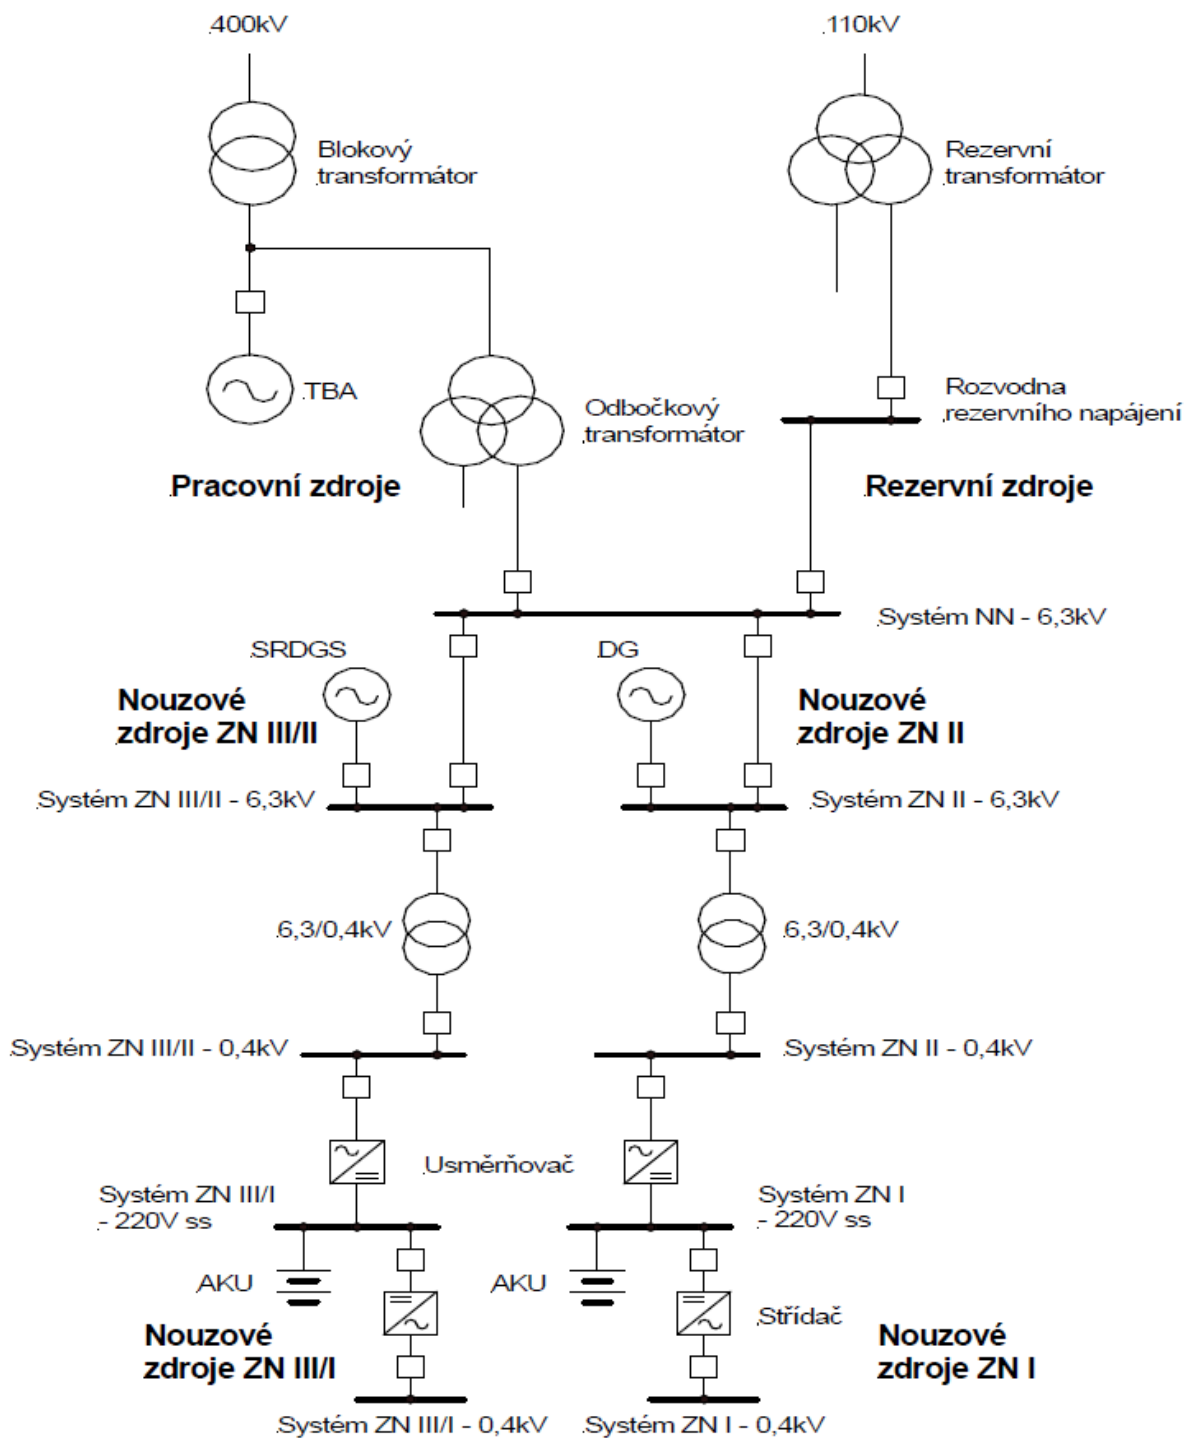 400kV
110kV
Blokový
transformátor
Rezervní
transformátor
TBA
Odbočkový
transformátor
Rozvodna
rezervního napájení
Pracovní zdroje
Rezervní zdroje
Systém NN - 6,3kV
SRDGS
DG
Nouzové
zdroje ZN III/II
Nouzové
zdroje ZN II
Systém ZN III/II - 6,3kV
Systém ZN II - 6,3kV
6,3/0,4kV
6,3/0,4kV
Systém ZN III/II - 0,4kV
Systém ZN II - 0,4kV
Usměrňovač
Systém ZN III/I
- 220V ss
Systém ZN I
- 220V ss
AKU
AKU
Střídač
Nouzové
zdroje ZN III/I
Nouzové
zdroje ZN I
Systém ZN III/I - 0,4kV
Systém ZN I - 0,4kV